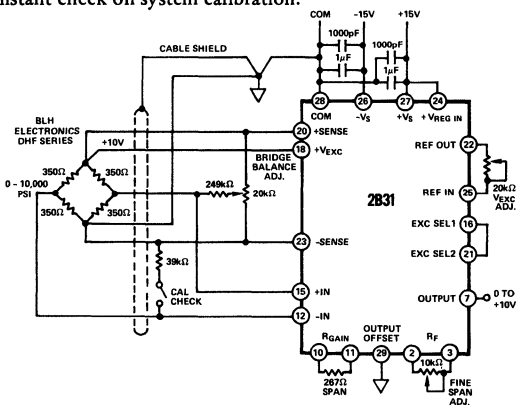 nstant check on system calibration.
COM
-15V
+15V
1000pF
1μF
1000pF
1μF
CABLE SHIELD
28
COM
26
-VS
27
+VS
24
+VREG IN
BLH
ELECTRONICS
DHF SERIES
+10V
20
+SENSE
18
+VEXC
22
REF OUT
350Ω
350Ω
350Ω
350Ω
0 - 10,000
PSI
BRIDGE
BALANCE
ADJ.
249kΩ
20kΩ
2B31
REF IN
25
20kΩ
VEXC
ADJ.
EXC SEL1
16
EXC SEL2
21
23
-SENSE
39kΩ
CAL
CHECK
15
+IN
12
-IN
OUTPUT
7
0 TO
+10V
RGAIN
OUTPUT
OFFSET
RF
10
11
29
2
3
267Ω
SPAN
10kΩ
FINE
SPAN
ADJ.